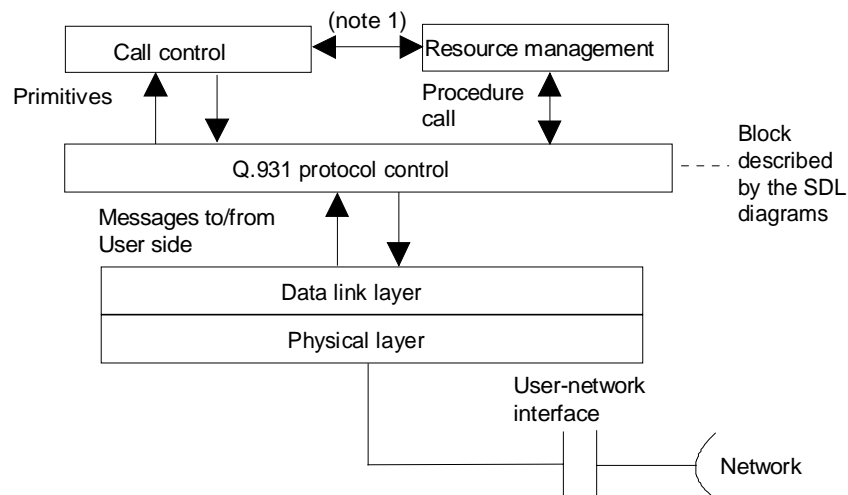 (note 1)
Call control
Resource management
Primitives
Procedure
call
Q.931 protocol control
Block
described
by the SDL
diagrams
Messages to/from
User side
Data link layer
Physical layer
User-network
interface
Network